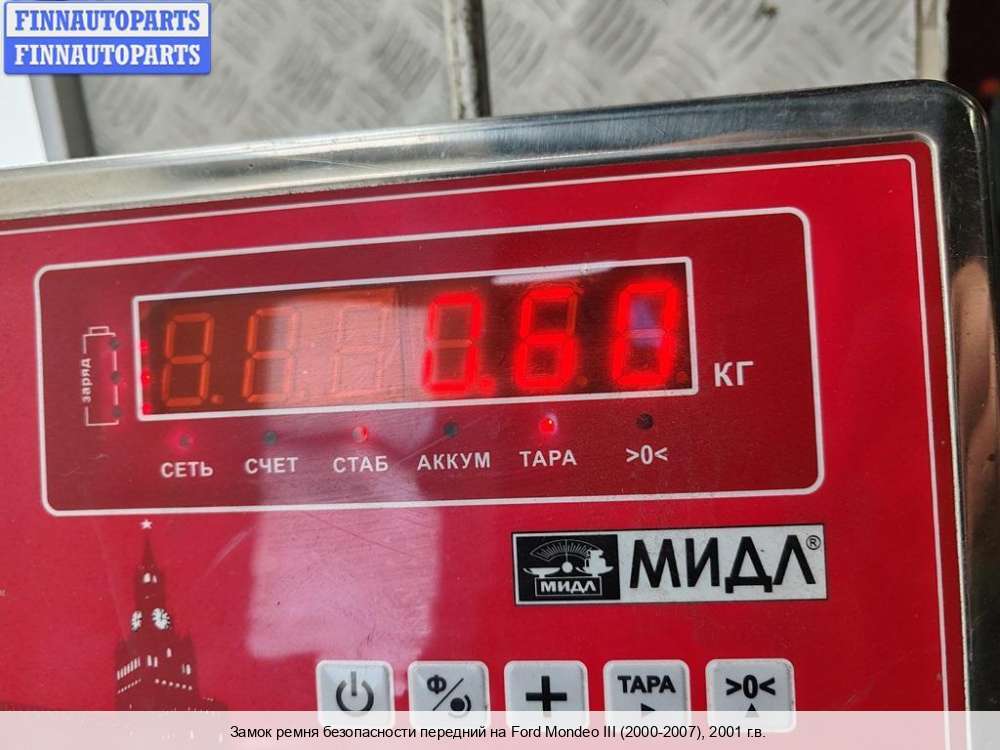 FINNAUTOPARTS
FINNAUTOPARTS
0.60
КГ
заряд
СЕТЬ СЧЕТ СТАБ АККУМ ТАРА >0<
МИДЛ МИДЛ®
Ф + ТАРА >0<
Замок ремня безопасности передний на Ford Mondeo III (2000-2007), 2001 г.в.